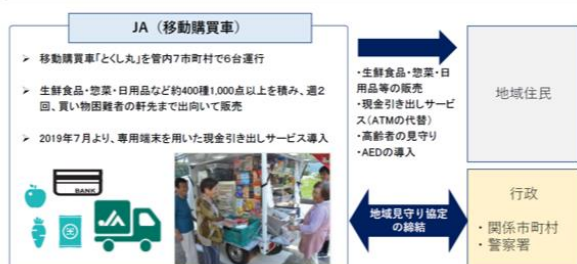 JA（移動購買車）
➢ 移動購買車「とくし丸」を管内7市町村で6台運行
➢ 生鮮食品・惣菜・日用品など約400種1,000点以上を積み、週2
回、買い物困難者の軒先まで出向いて販売
➢ 2019年7月より、専用端末を用いた現金引き出しサービス導入
BANK
JA
・生鮮食品・惣菜・日
用品等の販売
・現金引き出しサービ
ス(ATMの代替)
・高齢者の見守り
・AEDの導入
地域住民
地域見守り協定
の締結
行政
・関係市町村
・警察署